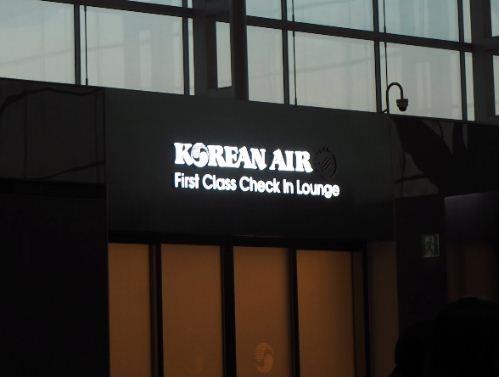 KOREAN AIR
First Class Check In Lounge